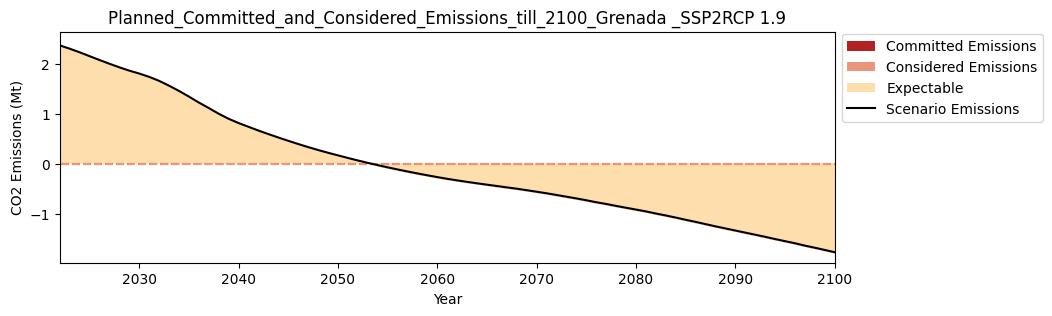 Planned_Committed_and_Considered_Emissions_till_2100_Grenada _SSP2RCP 1.9
Committed Emissions
Considered Emissions
Expectable
Scenario Emissions
CO2 Emissions (Mt)
2
1
0
−1
2030 2040 2050 2060 2070 2080 2090 2100
Year